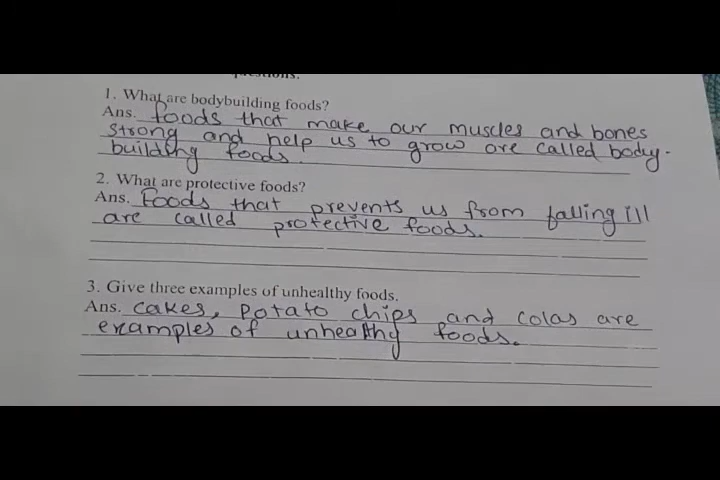 questions.
1. What are bodybuilding foods?
Ans. foods that make our muscles and bones
strong and help us to grow are called body-
building foods.
2. What are protective foods?
Ans. Foods that prevents us from falling ill
are called protective foods.
3. Give three examples of unhealthy foods.
Ans. cakes, potato chips and colas are
examples of unhealthy foods.